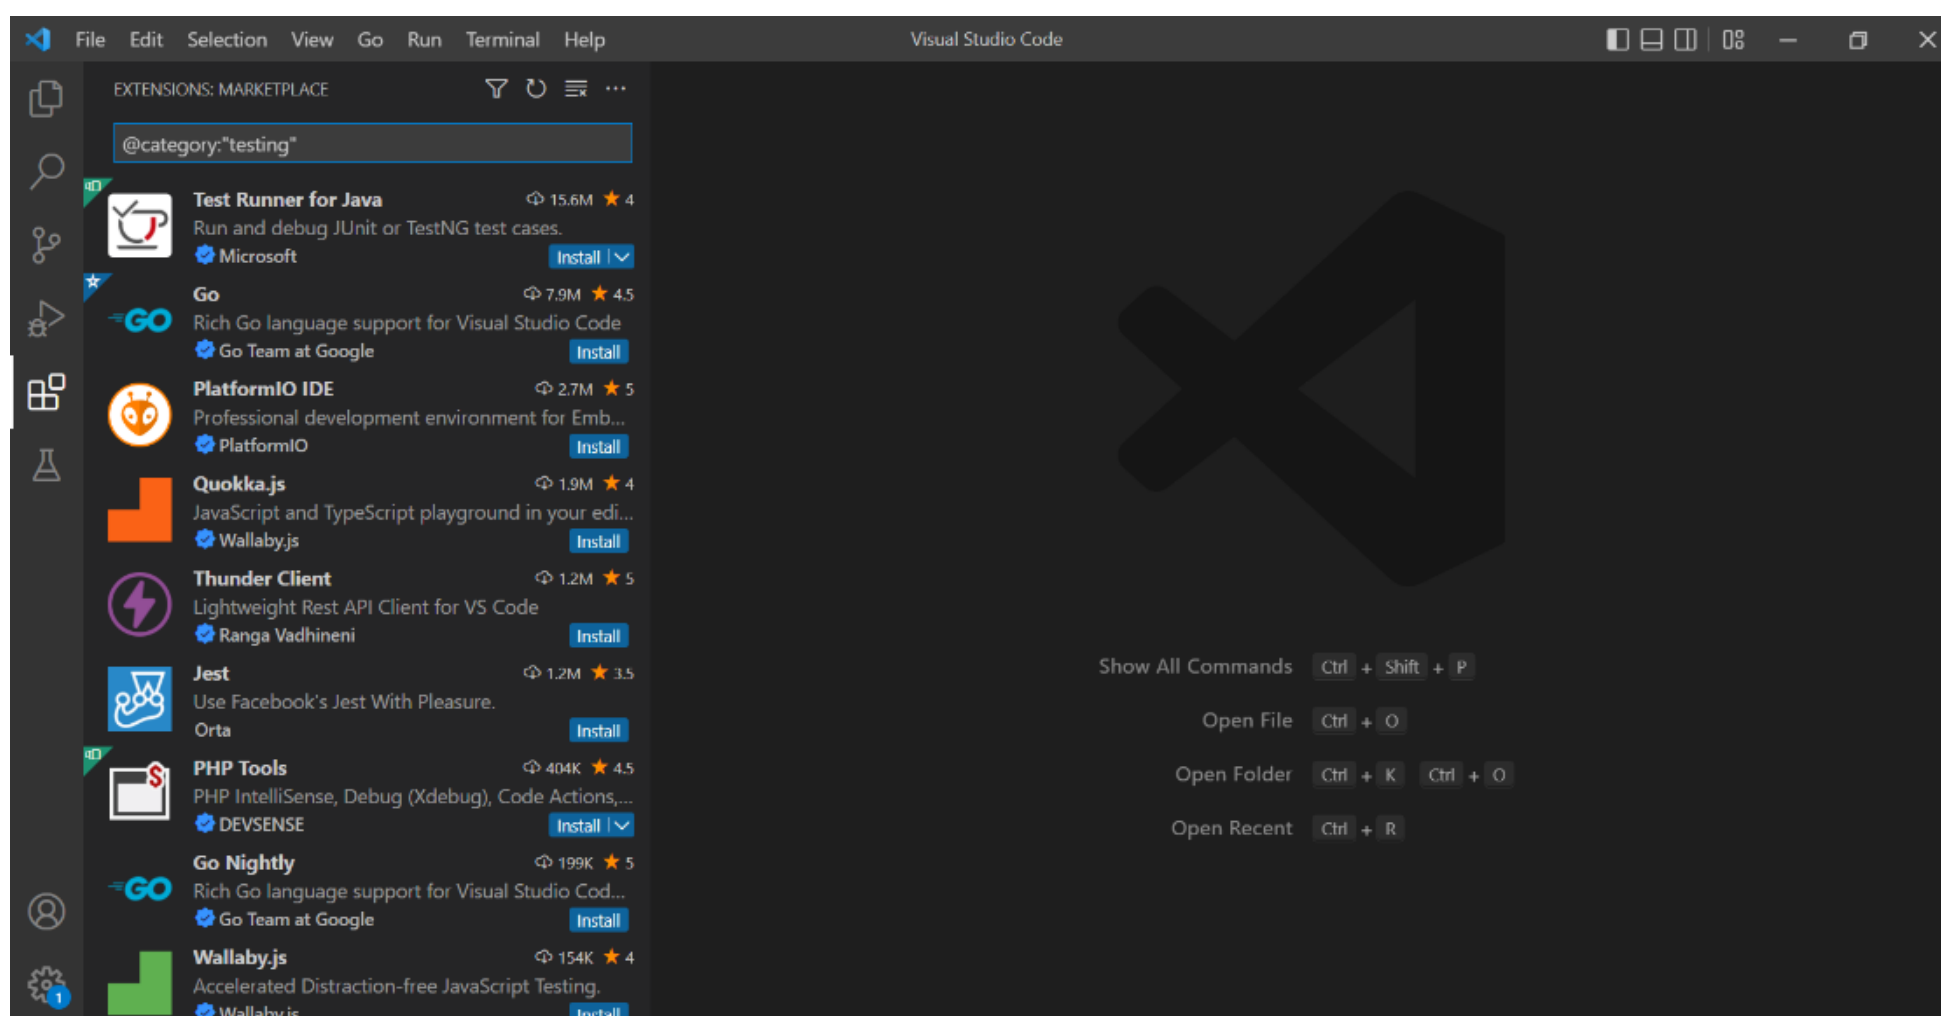 File Edit Selection View Go Run Terminal Help Visual Studio Code
EXTENSIONS: MARKETPLACE
@category:"testing"
Test Runner for Java 15.6M 4
Run and debug JUnit or TestNG test cases.
Microsoft Install
Go 7.9M 4.5
Rich Go language support for Visual Studio Code
GO
Go Team at Google Install
PlatformIO IDE 2.7M 5
Professional development environment for Emb...
PlatformIO Install
Quokka.js 1.9M 4
JavaScript and TypeScript playground in your edi...
Wallaby.js Install
Thunder Client 1.2M 5
Lightweight Rest API Client for VS Code
Ranga Vadhineni Install
Jest 1.2M 3.5
Use Facebook's Jest With Pleasure.
Orta Install
PHP Tools 404K 4.5
PHP IntelliSense, Debug (Xdebug), Code Actions,...
DEVSENSE Install
Go Nightly 199K 5
Rich Go language support for Visual Studio Cod...
GO
Go Team at Google Install
Wallaby.js 154K 4
Accelerated Distraction-free JavaScript Testing.
Wallaby.js Install
1
Show All Commands Ctrl + Shift + P
Open File Ctrl + O
Open Folder Ctrl + K Ctrl + O
Open Recent Ctrl + R